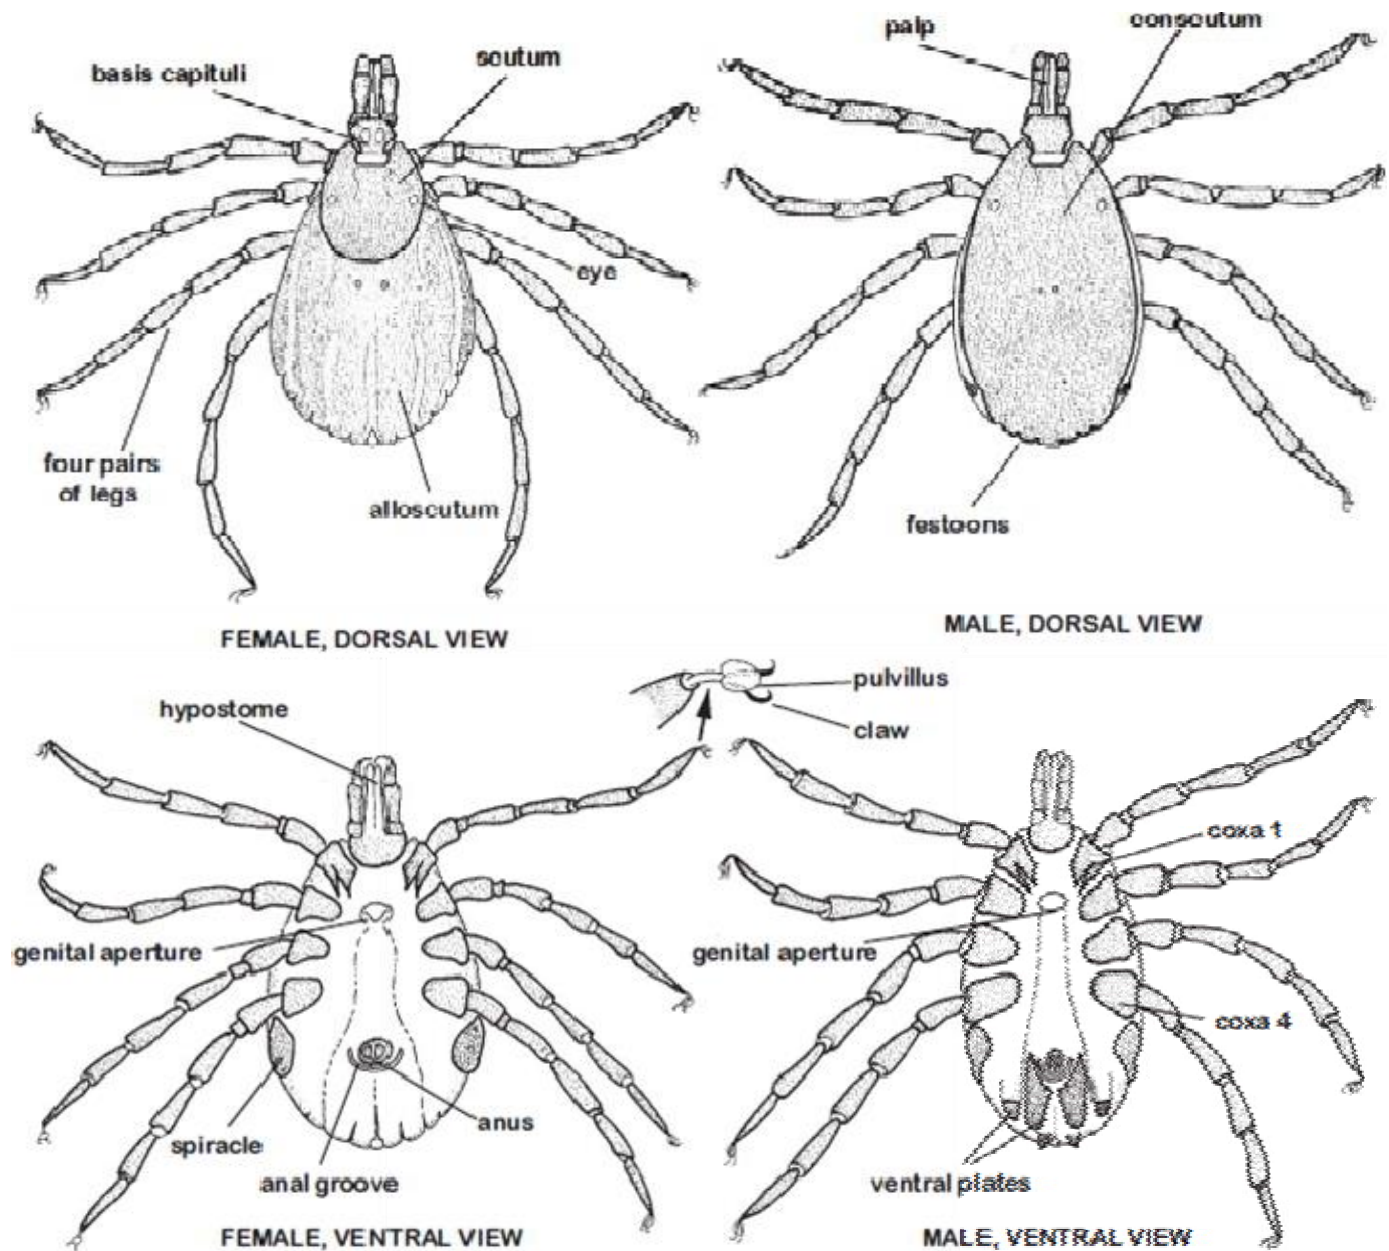 basis capituli
scutum
eye
four pairs
of legs
alloscutum
FEMALE, DORSAL VIEW
palp
conscutum
festoons
MALE, DORSAL VIEW
hypostome
pulvillus
claw
genital aperture
spiracle
anal groove
anus
FEMALE, VENTRAL VIEW
coxa 1
genital aperture
coxa 4
ventral plates
MALE, VENTRAL VIEW